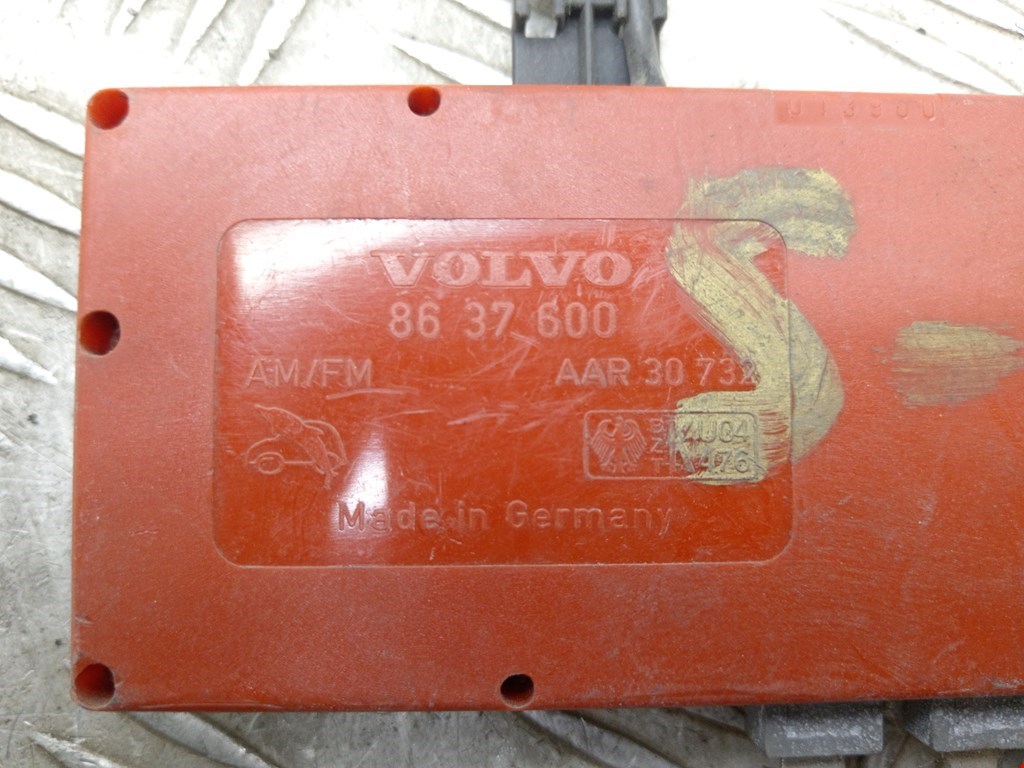 VOLVO
86 37 600
AM/FM AAR 30 732
Made in Germany